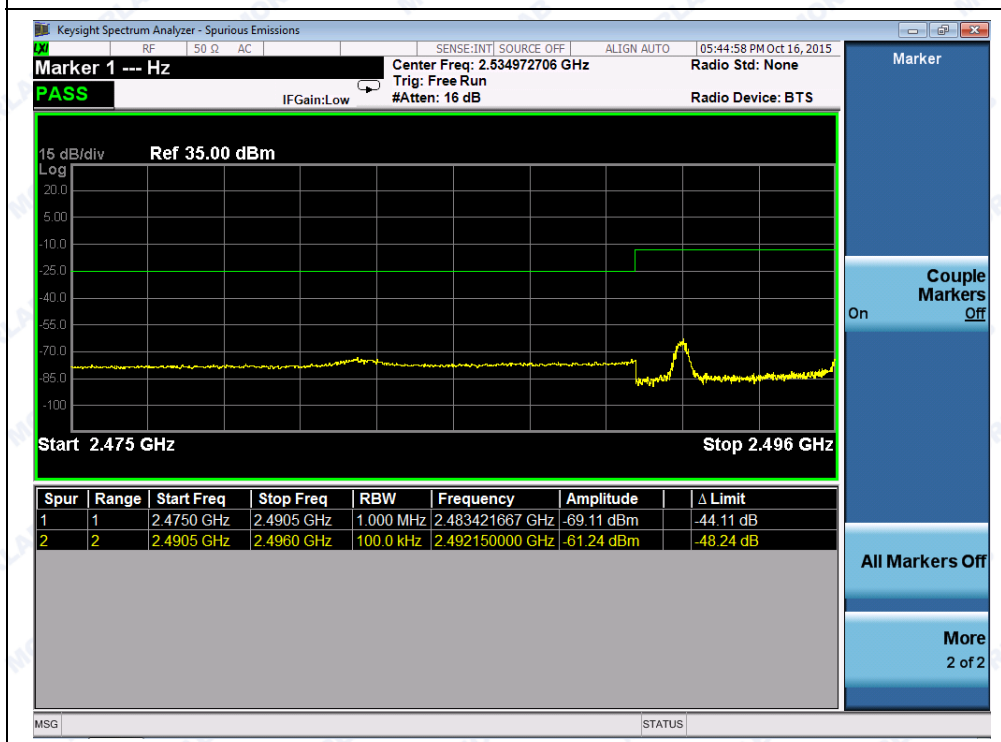 Keysight Spectrum Analyzer - Spurious Emissions
LXI RF 50 Ω AC SENSE:INT SOURCE OFF ALIGN AUTO 05:44:58 PM Oct 16, 2015
Marker 1 --- Hz
PASS
IFGain:Low
Center Freq: 2.534972706 GHz
Trig: Free Run
#Atten: 16 dB
Radio Std: None
Radio Device: BTS
15 dB/div Ref 35.00 dBm
Log
20.0
5.00
-10.0
-25.0
-40.0
-55.0
-70.0
-85.0
-100
Start 2.475 GHz Stop 2.496 GHz
Spur Range Start Freq Stop Freq RBW Frequency Amplitude Δ Limit
1 1 2.4750 GHz 2.4905 GHz 1.000 MHz 2.483421667 GHz -69.11 dBm -44.11 dB
2 2 2.4905 GHz 2.4960 GHz 100.0 kHz 2.492150000 GHz -61.24 dBm -48.24 dB
Marker
Couple
Markers
On Off
All Markers Off
More
2 of 2
MSG STATUS